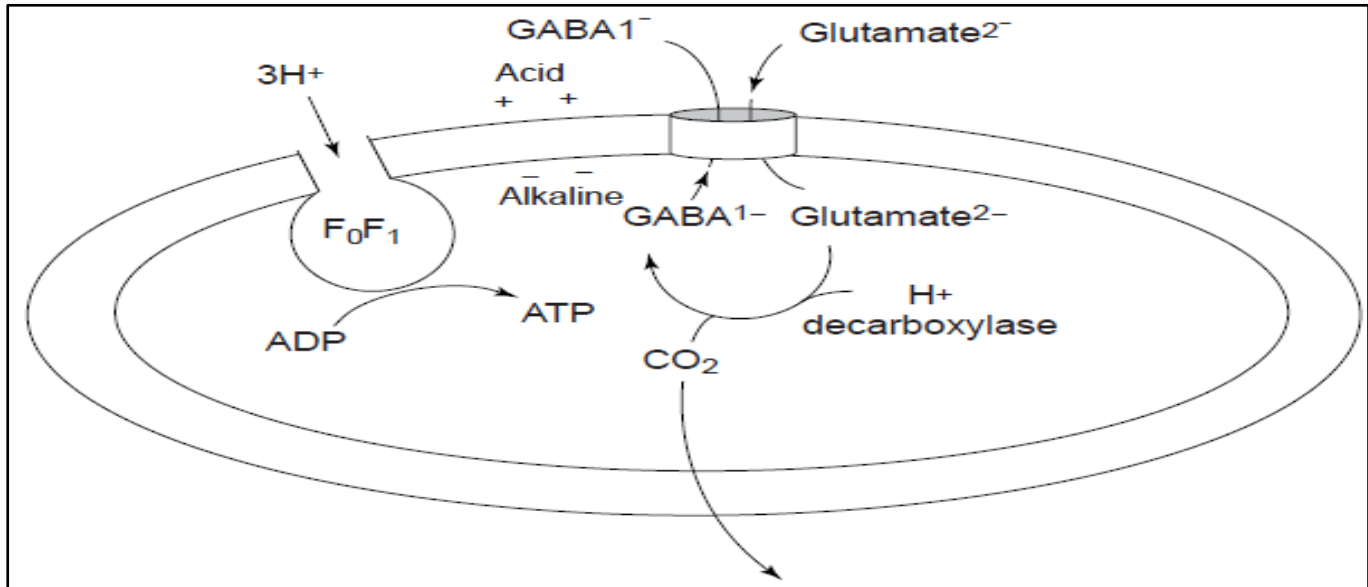 GABA1⁻
Glutamate²⁻
3H+
Acid
+ +
− −
Alkaline
GABA¹⁻
Glutamate²⁻
F₀F₁
H+
decarboxylase
ATP
ADP
CO₂